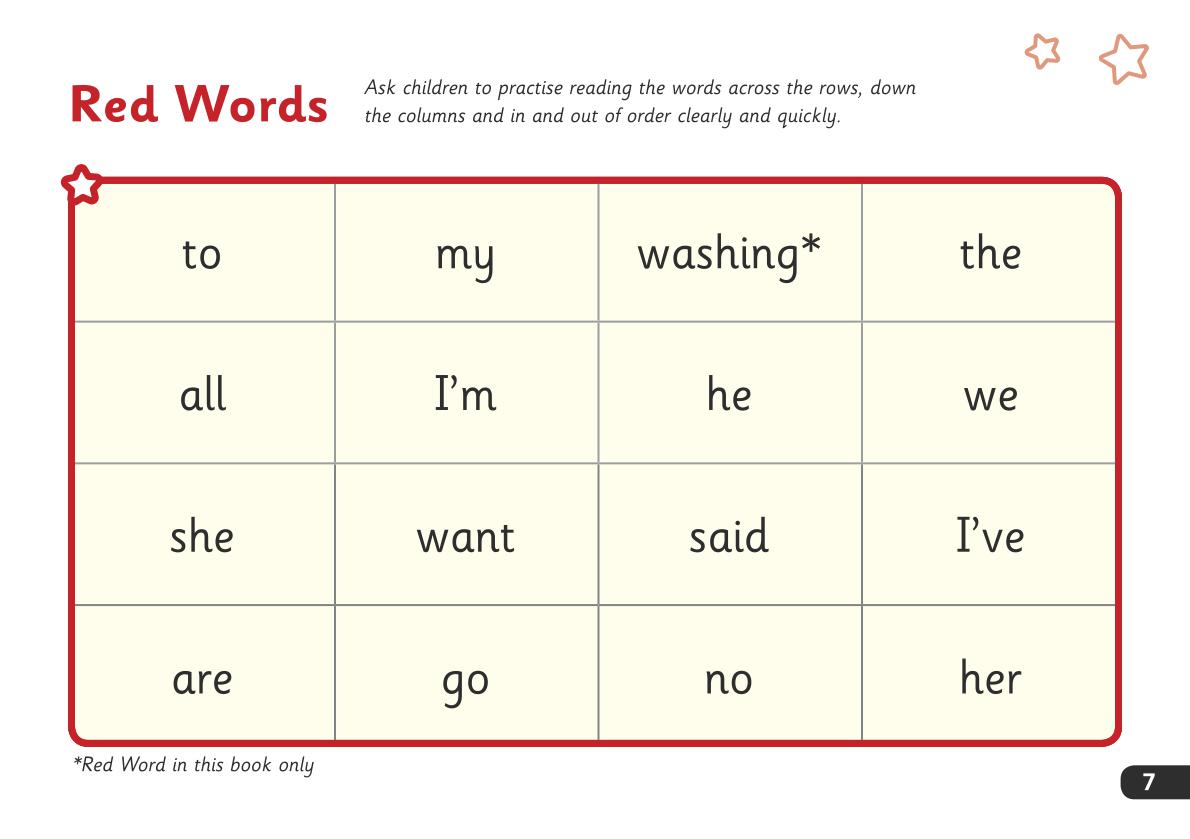 Red Words
Ask children to practise reading the words across the rows, down
the columns and in and out of order clearly and quickly.
to my washing* the
all I’m he we
she want said I’ve
are go no her
*Red Word in this book only
7